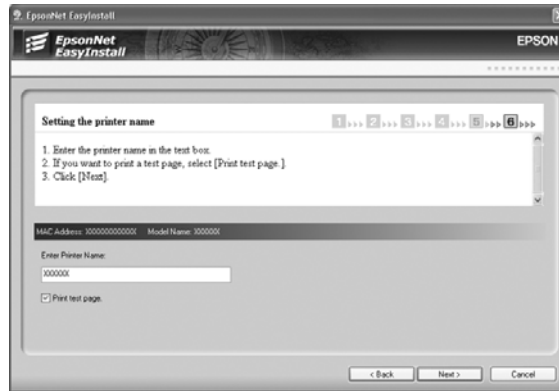 EpsonNet EasyInstall
EpsonNet
EasyInstall
EPSON
Setting the printer name
1 2 3 4 5 6
1. Enter the printer name in the text box.
2. If you want to print a test page, select [Print test page.].
3. Click [Next].
MAC Address: XXXXXXXXXXXX Model Name: XXXXXX
Enter Printer Name:
XXXXXX
Print test page.
< Back
Next >
Cancel